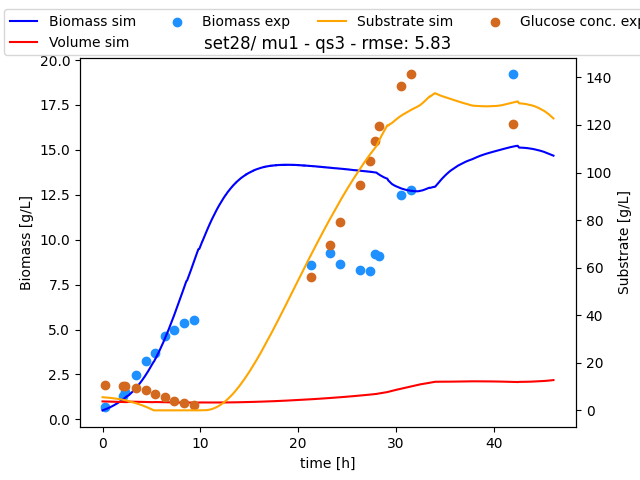 Biomass sim Biomass exp Substrate sim Glucose conc. exp
Volume sim
set28/ mu1 - qs3 - rmse: 5.83
20.0
17.5
15.0
12.5
10.0
7.5
5.0
2.5
0.0
Biomass [g/L]
140
120
100
80
60
40
20
0
Substrate [g/L]
0 10 20 30 40
time [h]